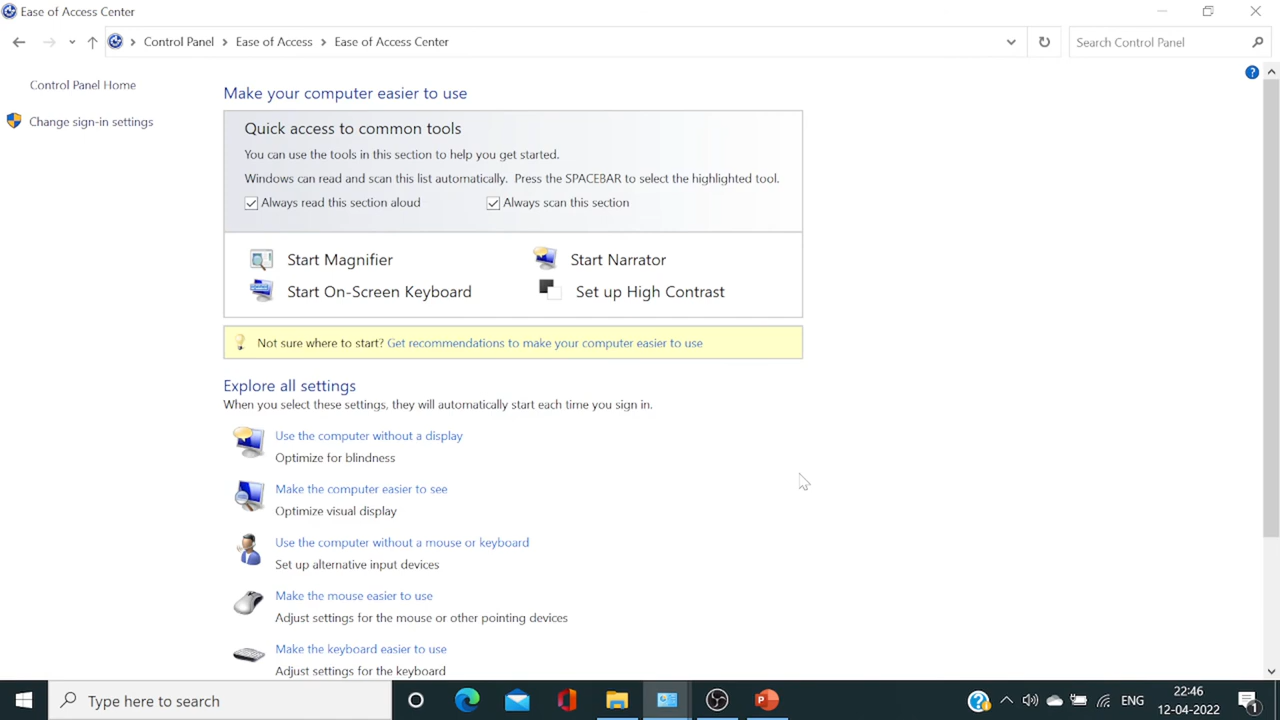 Ease of Access Center
Control Panel > Ease of Access > Ease of Access Center
Search Control Panel
Control Panel Home
Change sign-in settings
Make your computer easier to use
Quick access to common tools
You can use the tools in this section to help you get started.
Windows can read and scan this list automatically. Press the SPACEBAR to select the highlighted tool.
Always read this section aloud
Always scan this section
Start Magnifier
Start Narrator
Start On-Screen Keyboard
Set up High Contrast
Not sure where to start? Get recommendations to make your computer easier to use
Explore all settings
When you select these settings, they will automatically start each time you sign in.
Use the computer without a display
Optimize for blindness
Make the computer easier to see
Optimize visual display
Use the computer without a mouse or keyboard
Set up alternative input devices
Make the mouse easier to use
Adjust settings for the mouse or other pointing devices
Make the keyboard easier to use
Adjust settings for the keyboard
Type here to search
ENG
22:46
12-04-2022
1